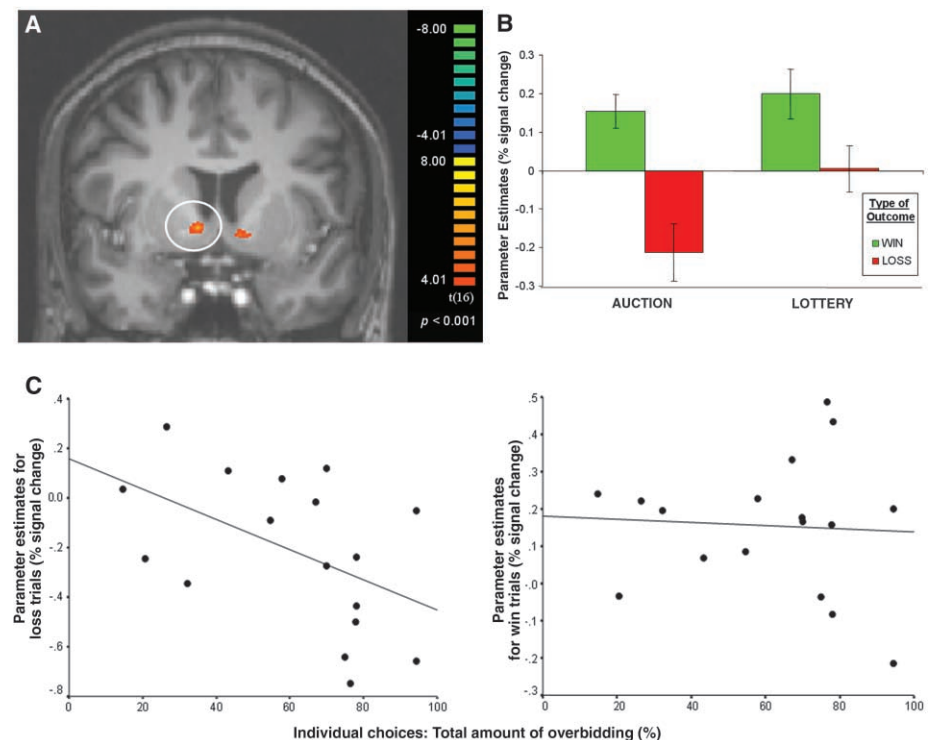 A
-8.00
-4.01
8.00
4.01
t(16)
p < 0.001
B
Parameter Estimates (% signal change)
0.3
0.2
0.1
0
-0.1
-0.2
-0.3
AUCTION
LOTTERY
Type of
Outcome
WIN
LOSS
C
Parameter estimates for
loss trials (% signal change)
.4
.2
0.0
-.2
-.4
-.6
-.8
0
20
40
60
80
100
Parameter estimates
for win trials (% signal change)
.5
.4
.3
.2
.1
-.0
-.1
-.2
-.3
0
20
40
60
80
100
Individual choices: Total amount of overbidding (%)